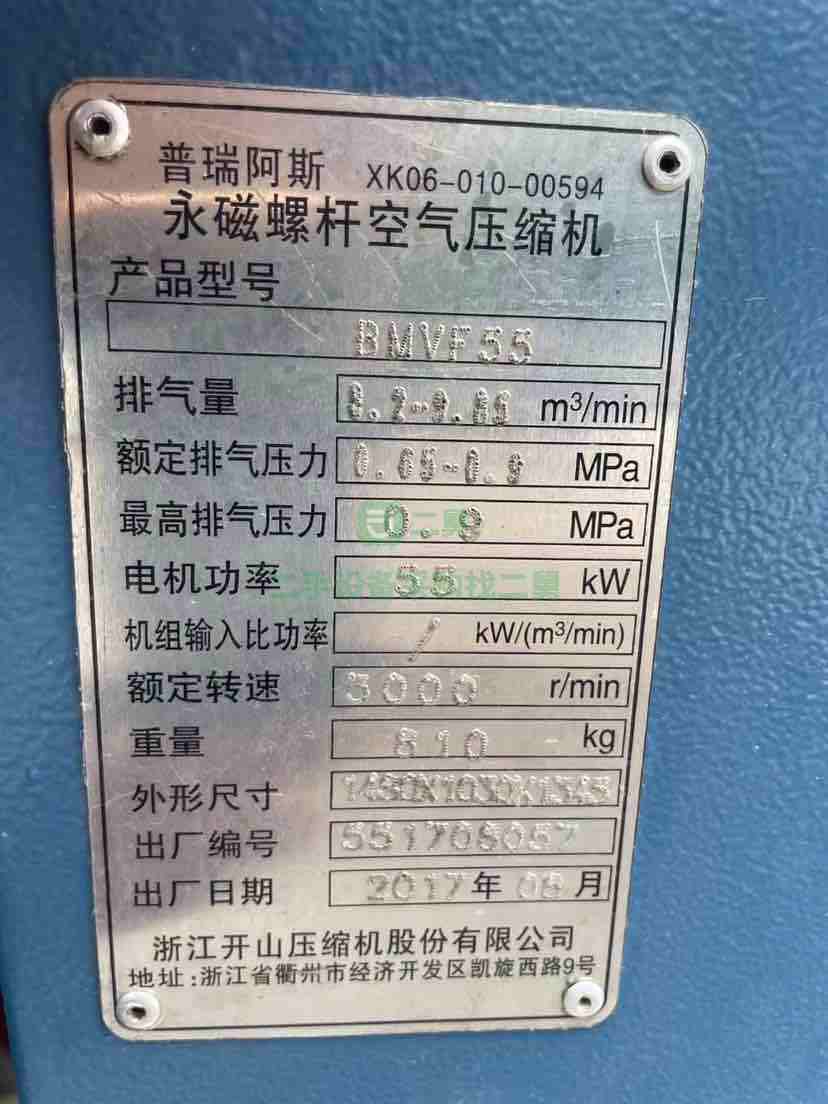 普瑞阿斯 XK06-010-00594
永磁螺杆空气压缩机
产品型号
BMVF55
排气量 m³/min
额定排气压力 0.65-0.9 MPa
最高排气压力 0.9 MPa
电机功率 55 kW
机组输入比功率 / kW/(m³/min)
额定转速 3000 r/min
重量 810 kg
外形尺寸
出厂编号 551708057
出厂日期 2017年08月
浙江开山压缩机股份有限公司
地址:浙江省衢州市经济开发区凯旋西路9号